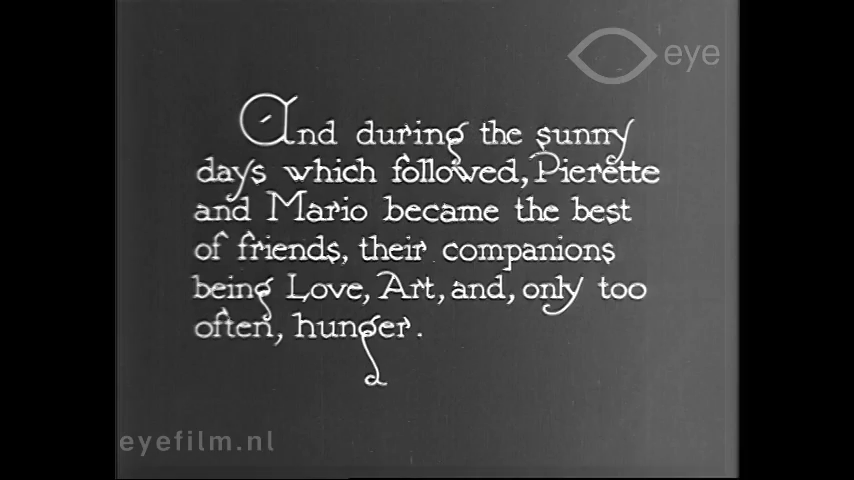 eye
And during the sunny
days which followed, Pierette
and Mario became the best
of friends, their companions
being Love, Art, and, only too
often, hunger.
eyefilm.nl